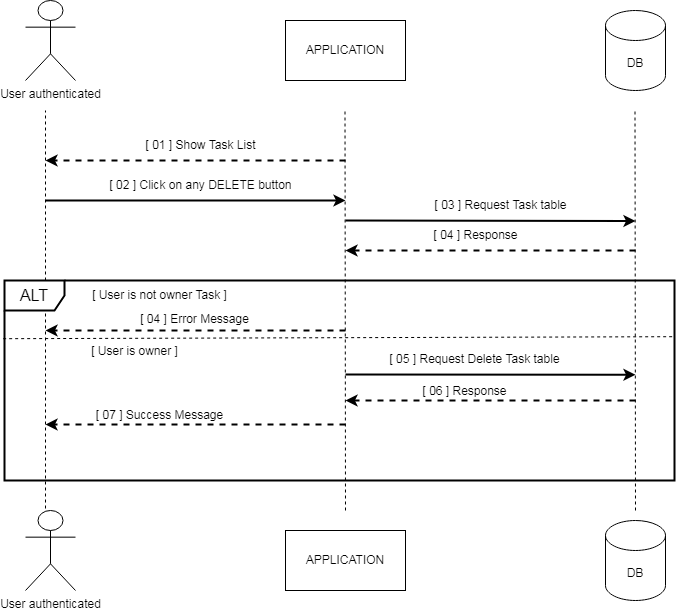 APPLICATION
DB
User authenticated
[ 01 ] Show Task List
[ 02 ] Click on any DELETE button
[ 03 ] Request Task table
[ 04 ] Response
ALT
[ User is not owner Task ]
[ 04 ] Error Message
[ User is owner ]
[ 05 ] Request Delete Task table
[ 06 ] Response
[ 07 ] Success Message
APPLICATION
DB
User authenticated